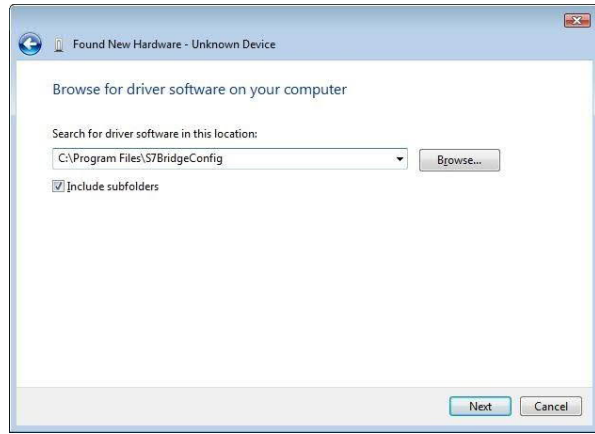 Found New Hardware - Unknown Device
Browse for driver software on your computer
Search for driver software in this location:
C:\Program Files\S7BridgeConfig
Browse...
Include subfolders
Next
Cancel